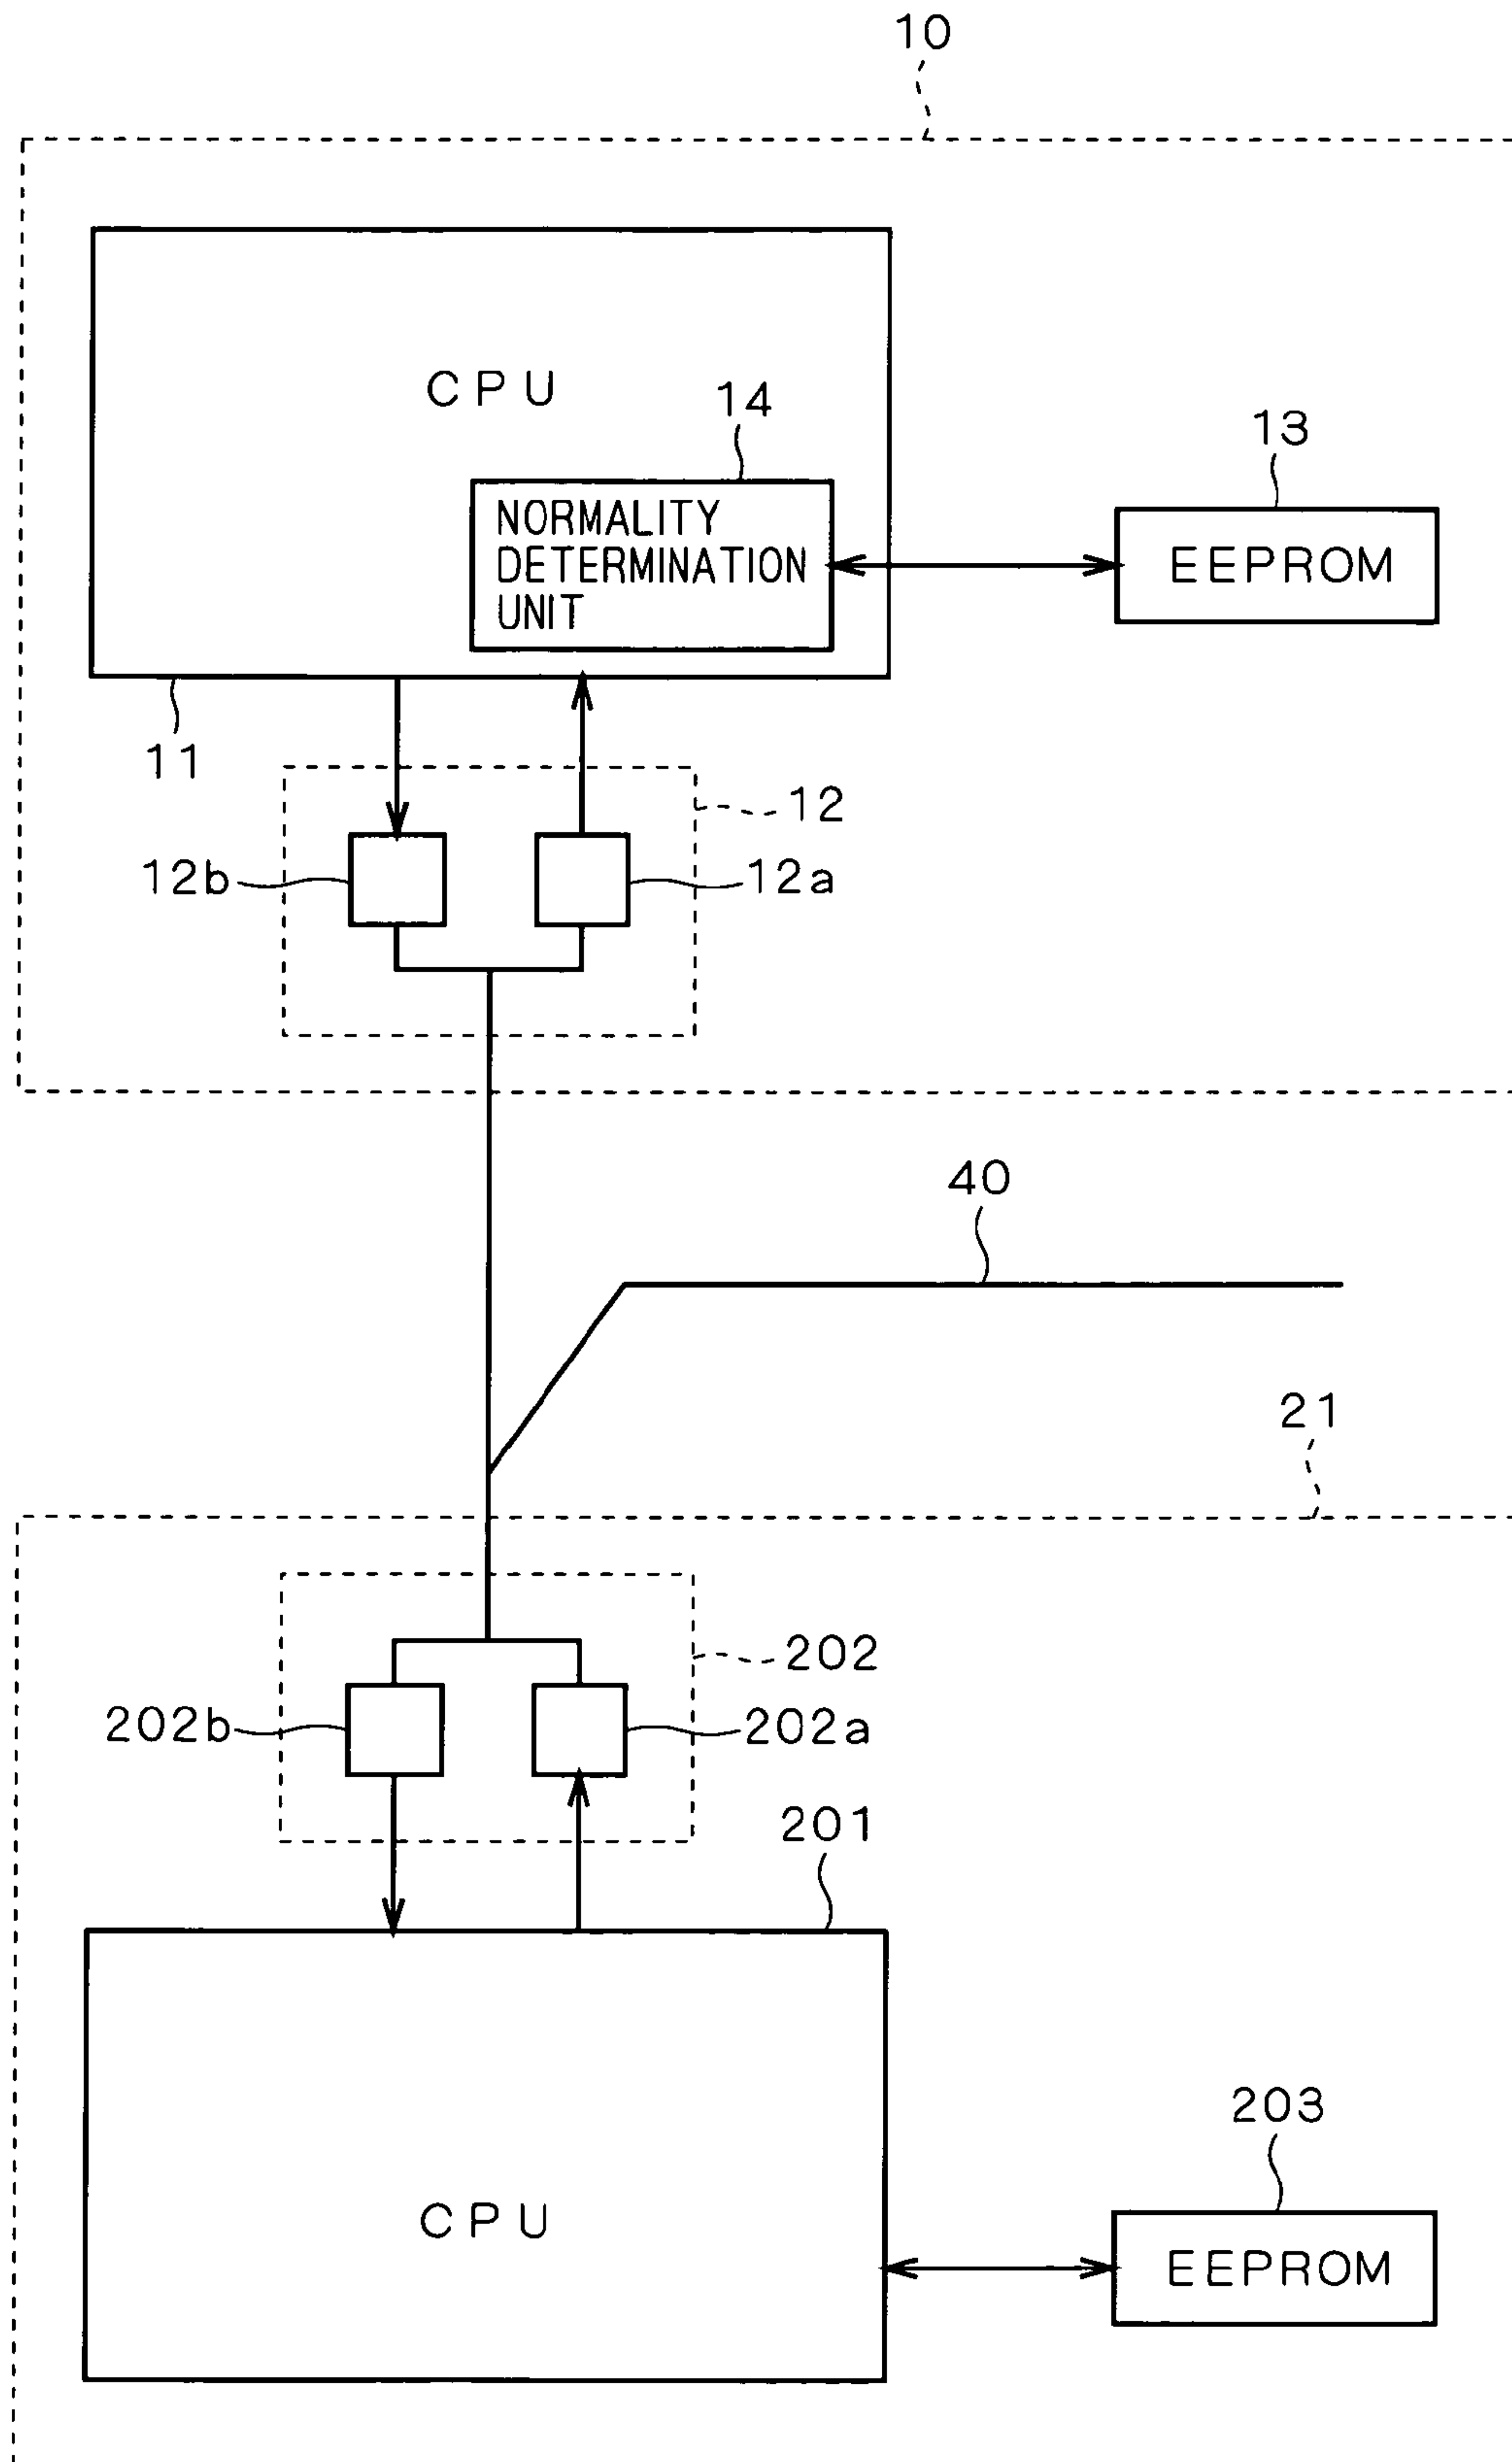 10
CPU
14
13
NORMALITY
DETERMINATION
UNIT
EEPROM
11
12
12b
12a
40
21
202
202b
202a
201
203
CPU
EEPROM